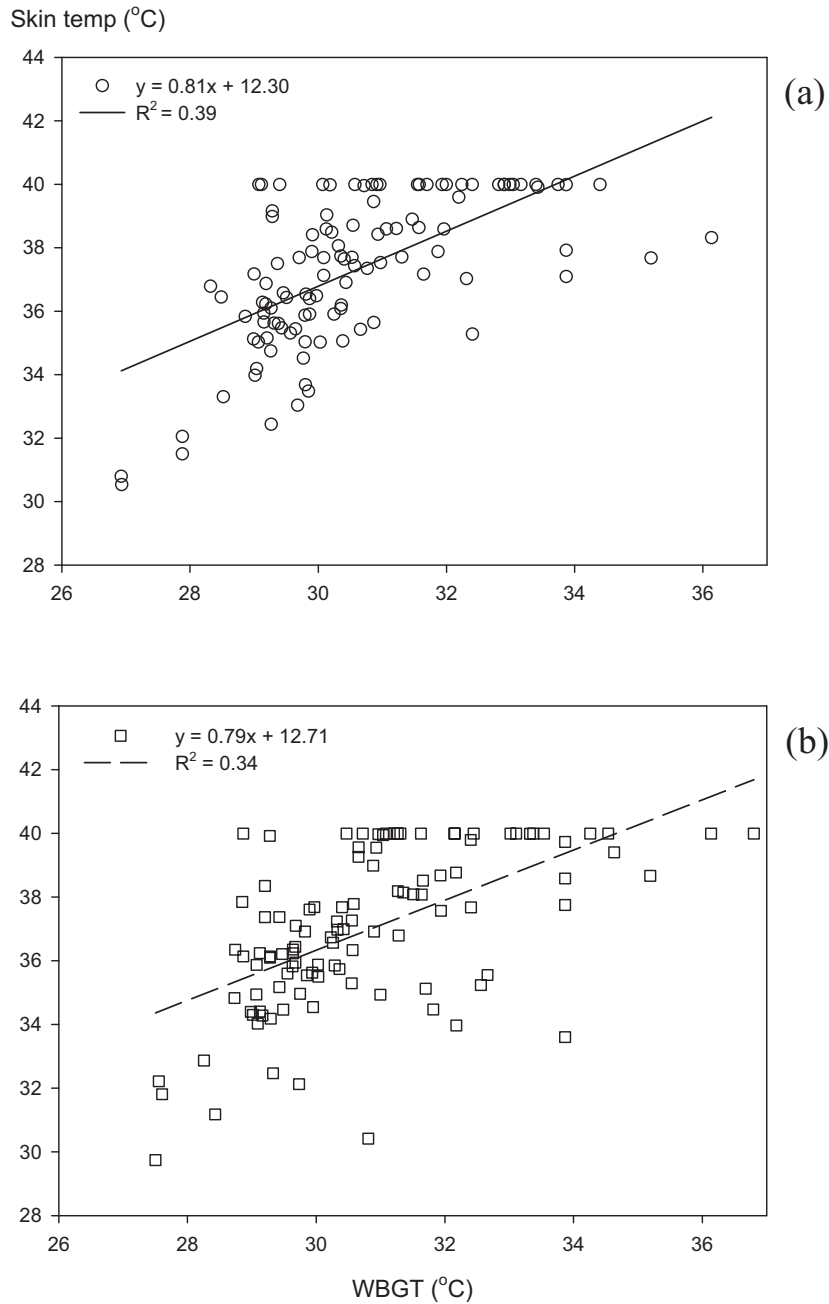 Skin temp (°C)
44
y = 0.81x + 12.30
(a)
R² = 0.39
42
40
38
36
34
32
30
28
26 28 30 32 34 36
44
y = 0.79x + 12.71
(b)
R² = 0.34
42
40
38
36
34
32
30
28
26 28 30 32 34 36
WBGT (°C)